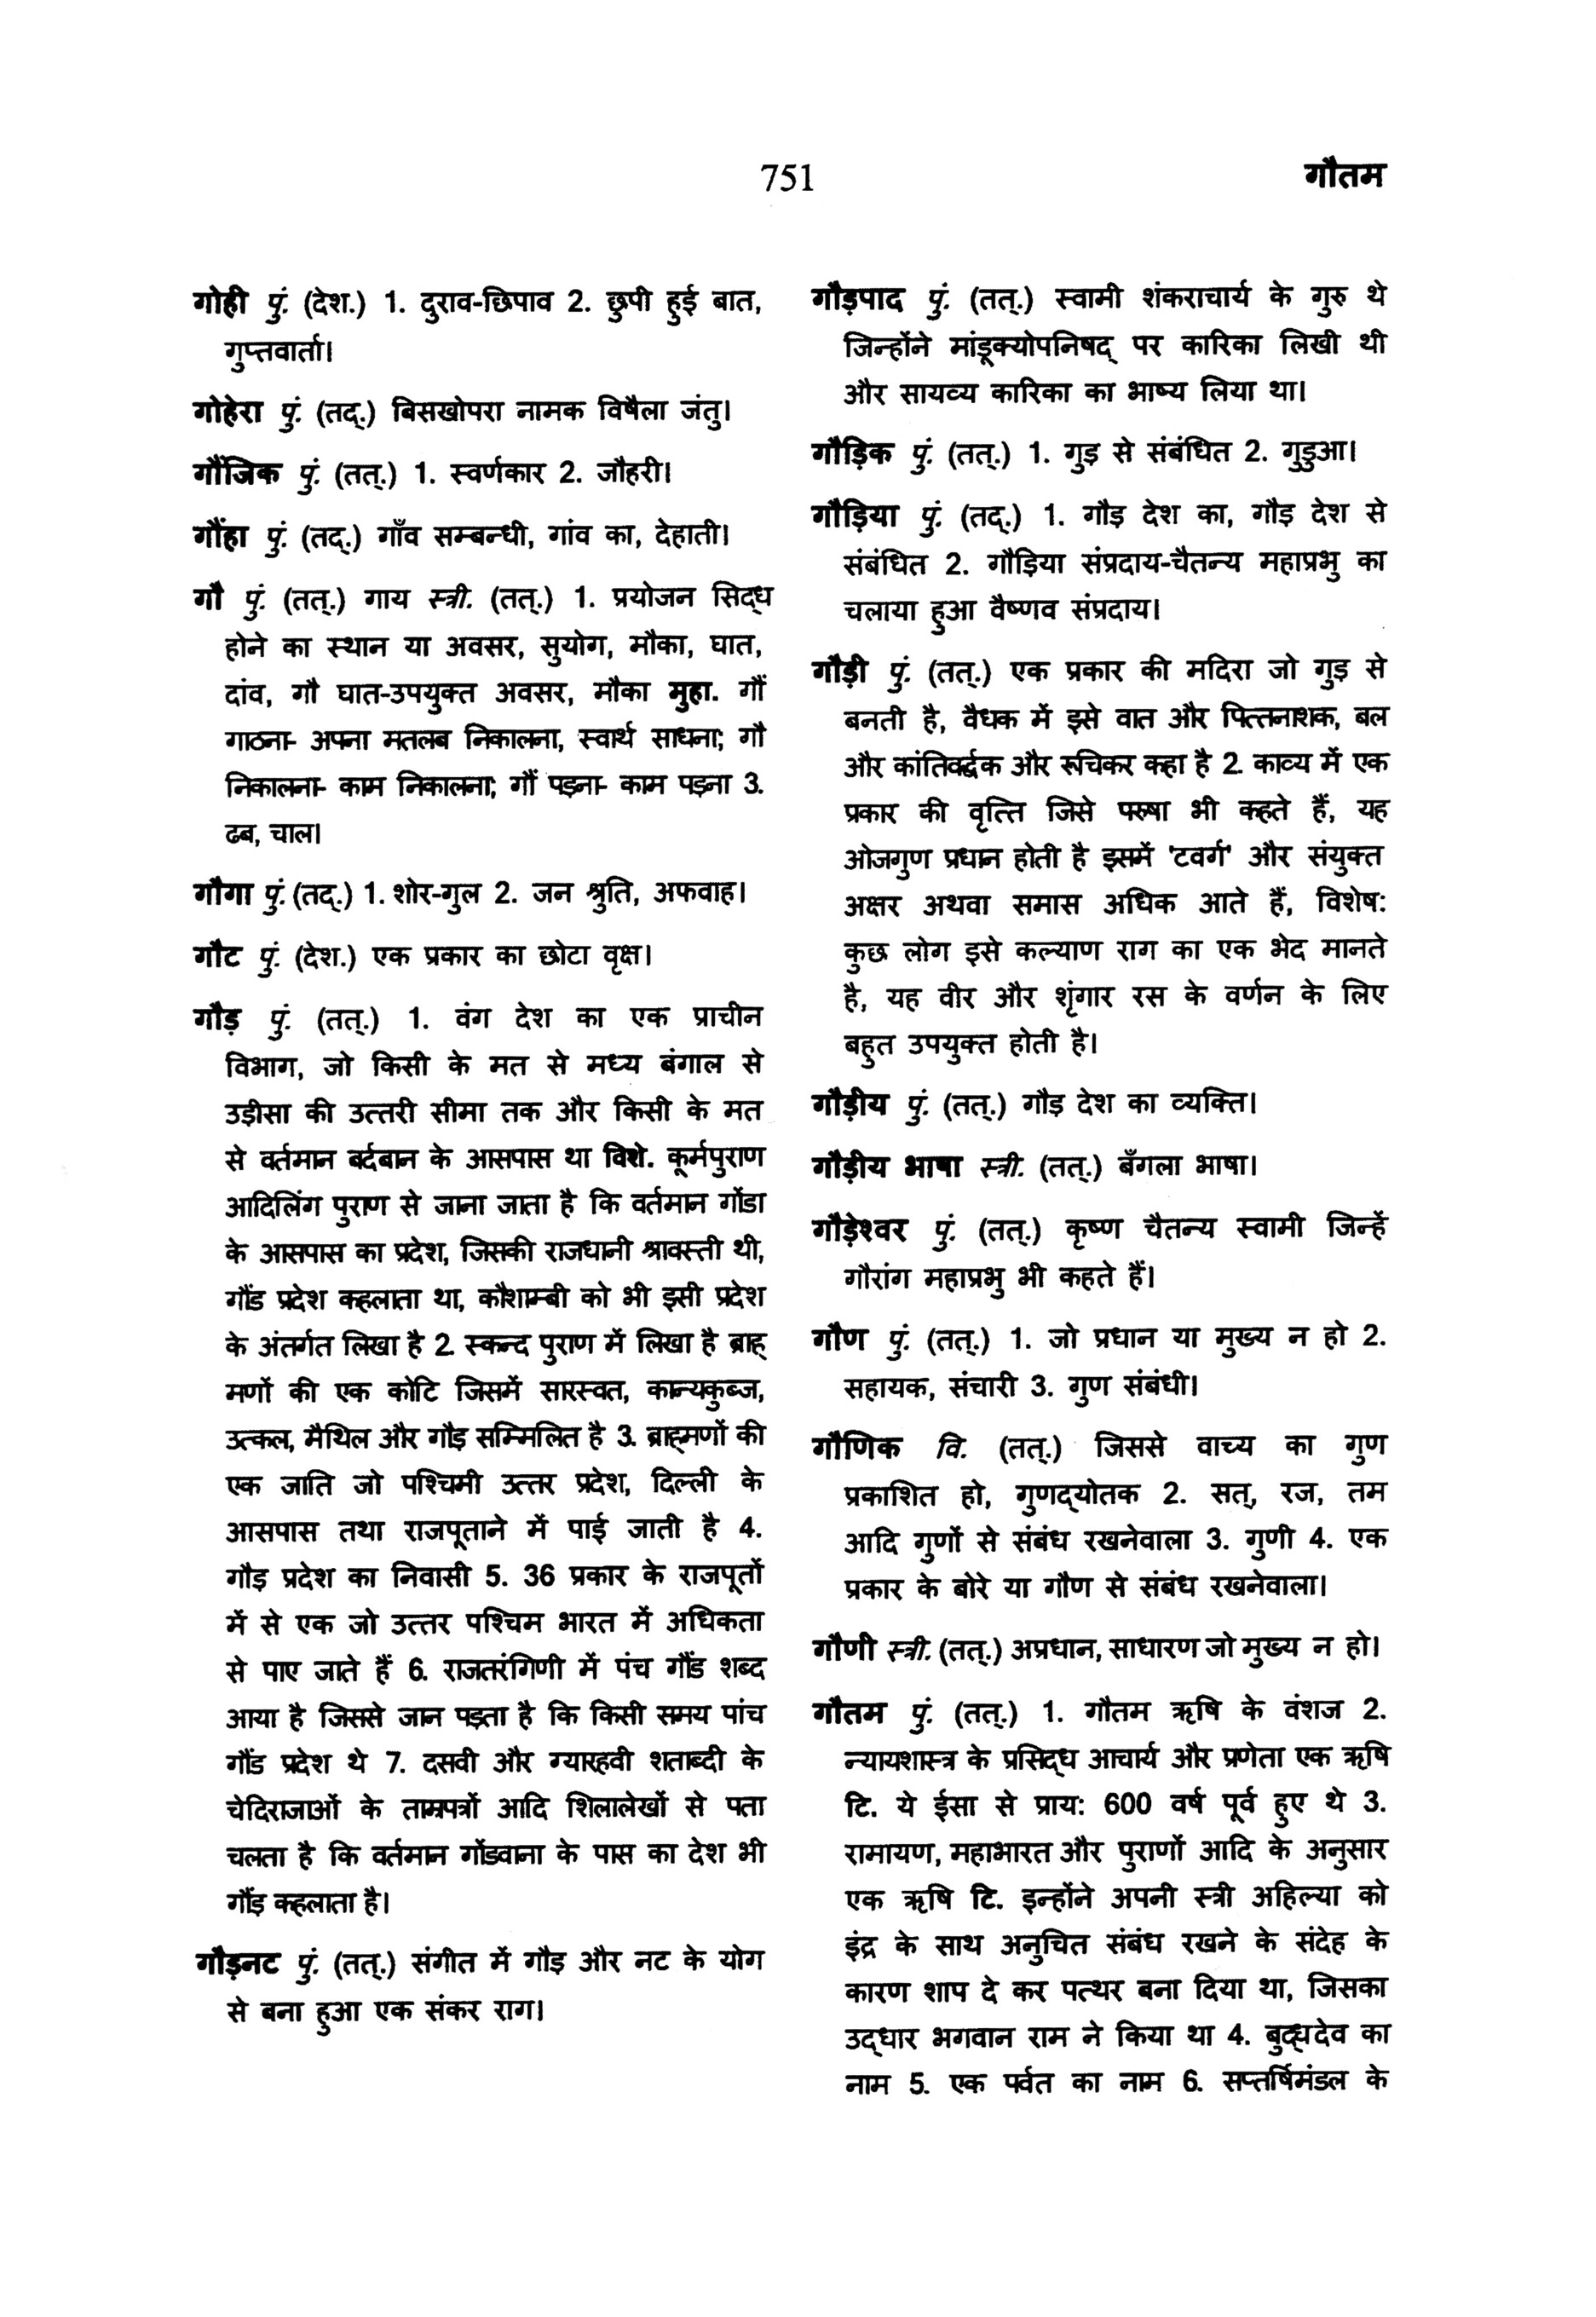 751
गौतम
गोही पुं. (देश.) 1. दुराव-छिपाव 2. छुपी हुई बात,
गुप्तवार्ता।
गोहेरा पुं. (तद्.) बिसखोपरा नामक विषैला जंतु।
गौंजिक पुं. (तत्.) 1. स्वर्णकार 2. जौहरी।
गौंहा पुं. (तद्.) गाँव सम्बन्धी, गांव का, देहाती।
गौ पुं. (तत्.) गाय स्त्री. (तत्.) 1. प्रयोजन सिद्ध
होने का स्थान या अवसर, सुयोग, मौका, घात,
दांव, गौ घात-उपयुक्त अवसर, मौका मुहा. गौं
गाठना- अपना मतलब निकालना, स्वार्थ साधना; गौ
निकालना- काम निकालना; गौं पड़ना- काम पड़ना 3.
ढब, चाल।
गौगा पुं. (तद्.) 1. शोर-गुल 2. जन श्रुति, अफवाह।
गौट पुं. (देश.) एक प्रकार का छोटा वृक्ष।
गौड़ पुं. (तत्.) 1. वंग देश का एक प्राचीन
विभाग, जो किसी के मत से मध्य बंगाल से
उड़ीसा की उत्तरी सीमा तक और किसी के मत
से वर्तमान बर्दबान के आसपास था विशे. कूर्मपुराण
आदिलिंग पुराण से जाना जाता है कि वर्तमान गोंडा
के आसपास का प्रदेश, जिसकी राजधानी श्रावस्ती थी,
गौंड प्रदेश कहलाता था, कौशाम्बी को भी इसी प्रदेश
के अंतर्गत लिखा है 2. स्कन्द पुराण में लिखा है ब्राह्
मणों की एक कोटि जिसमें सारस्वत, कान्यकुब्ज,
उत्कल, मैथिल और गौड़ सम्मिलित है 3. ब्राह्मणों की
एक जाति जो पश्चिमी उत्तर प्रदेश, दिल्ली के
आसपास तथा राजपूताने में पाई जाती है 4.
गौड़ प्रदेश का निवासी 5. 36 प्रकार के राजपूतों
में से एक जो उत्तर पश्चिम भारत में अधिकता
से पाए जाते हैं 6. राजतरंगिणी में पंच गौंड शब्द
आया है जिससे जान पड़ता है कि किसी समय पांच
गौंड प्रदेश थे 7. दसवी और ग्यारहवी शताब्दी के
चेदिराजाओं के ताम्रपत्रों आदि शिलालेखों से पता
चलता है कि वर्तमान गोंडवाना के पास का देश भी
गौंड़ कहलाता है।
गौड़नट पुं. (तत्.) संगीत में गौड़ और नट के योग
से बना हुआ एक संकर राग।
गौड़पाद पुं. (तत्.) स्वामी शंकराचार्य के गुरु थे
जिन्होंने मांडूक्योपनिषद् पर कारिका लिखी थी
और सायव्य कारिका का भाष्य लिया था।
गौड़िक पुं. (तत्.) 1. गुड़ से संबंधित 2. गुडुआ।
गौड़िया पुं. (तद्.) 1. गौड़ देश का, गौड़ देश से
संबंधित 2. गौड़िया संप्रदाय-चैतन्य महाप्रभु का
चलाया हुआ वैष्णव संप्रदाय।
गौड़ी पुं. (तत्.) एक प्रकार की मदिरा जो गुड़ से
बनती है, वैधक में इसे वात और पित्तनाशक, बल
और कांतिवर्द्धक और रूचिकर कहा है 2. काव्य में एक
प्रकार की वृत्ति जिसे परुषा भी कहते हैं, यह
ओजगुण प्रधान होती है इसमें 'टवर्ग' और संयुक्त
अक्षर अथवा समास अधिक आते हैं, विशेष:
कुछ लोग इसे कल्याण राग का एक भेद मानते
है, यह वीर और शृंगार रस के वर्णन के लिए
बहुत उपयुक्त होती है।
गौड़ीय पुं. (तत्.) गौड़ देश का व्यक्ति।
गौड़ीय भाषा स्त्री. (तत्.) बँगला भाषा।
गौड़ेश्वर पुं. (तत्.) कृष्ण चैतन्य स्वामी जिन्हें
गौरांग महाप्रभु भी कहते हैं।
गौण पुं. (तत्.) 1. जो प्रधान या मुख्य न हो 2.
सहायक, संचारी 3. गुण संबंधी।
गौणिक वि. (तत्.) जिससे वाच्य का गुण
प्रकाशित हो, गुणद्योतक 2. सत्, रज, तम
आदि गुणों से संबंध रखनेवाला 3. गुणी 4. एक
प्रकार के बोरे या गौण से संबंध रखनेवाला।
गौणी स्त्री. (तत्.) अप्रधान, साधारण जो मुख्य न हो।
गौतम पुं. (तत्.) 1. गौतम ऋषि के वंशज 2.
न्यायशास्त्र के प्रसिद्ध आचार्य और प्रणेता एक ऋषि
टि. ये ईसा से प्राय: 600 वर्ष पूर्व हुए थे 3.
रामायण, महाभारत और पुराणों आदि के अनुसार
एक ऋषि टि. इन्होंने अपनी स्त्री अहिल्या को
इंद्र के साथ अनुचित संबंध रखने के संदेह के
कारण शाप दे कर पत्थर बना दिया था, जिसका
उद्धार भगवान राम ने किया था 4. बुद्धदेव का
नाम 5. एक पर्वत का नाम 6. सप्तर्षिमंडल के